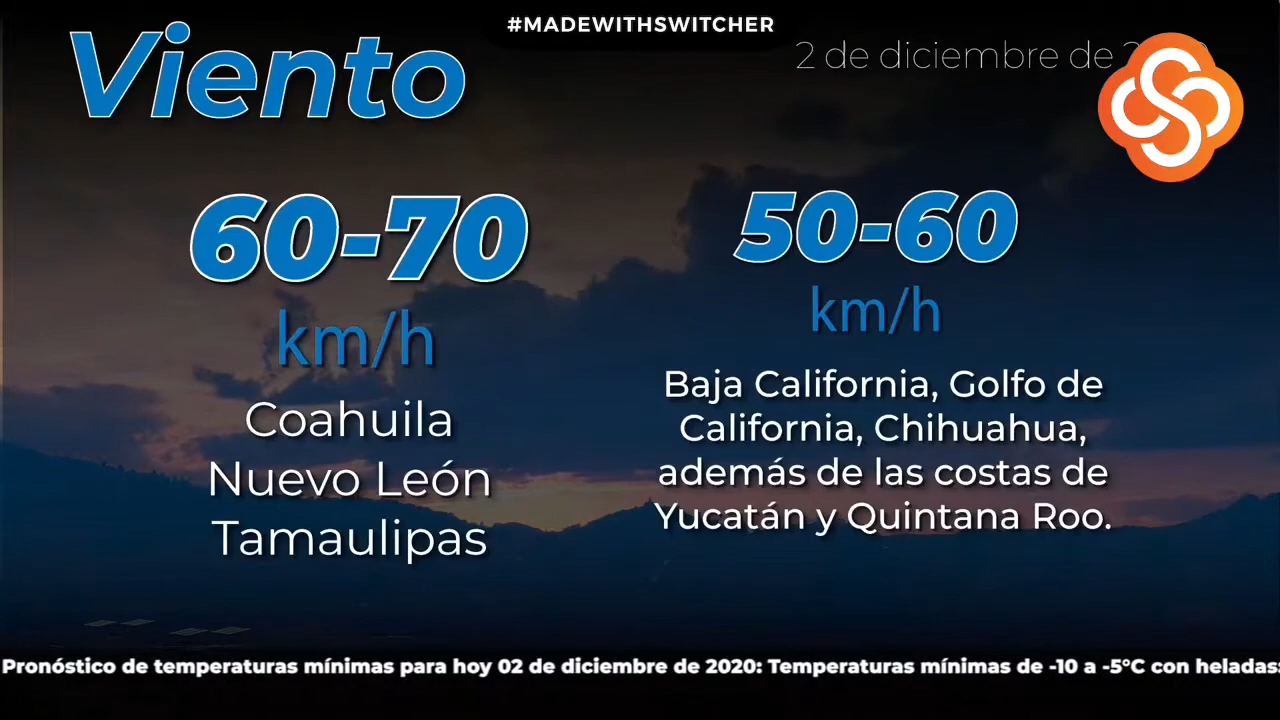 #MADEWITHSWITCHER
Viento
2 de diciembre de
60-70
km/h
Coahuila
Nuevo León
Tamaulipas
50-60
km/h
Baja California, Golfo de
California, Chihuahua,
además de las costas de
Yucatán y Quintana Roo.
Pronóstico de temperaturas mínimas para hoy 02 de diciembre de 2020: Temperaturas mínimas de -10 a -5°C con heladas: